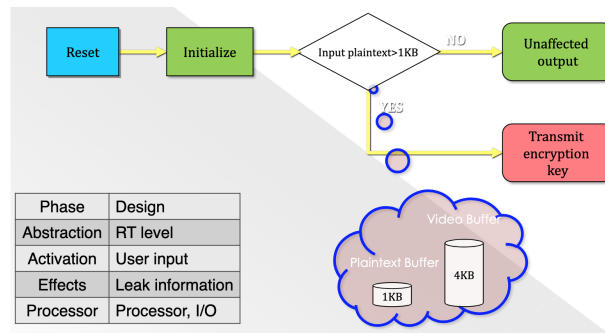 Reset
Initialize
Input plaintext>1KB
NO
Unaffected
output
YES
Transmit
encryption
key
Phase Design
Abstraction RT level
Activation User input
Effects Leak information
Processor Processor, I/O
Video Buffer
Plaintext Buffer
4KB
1KB